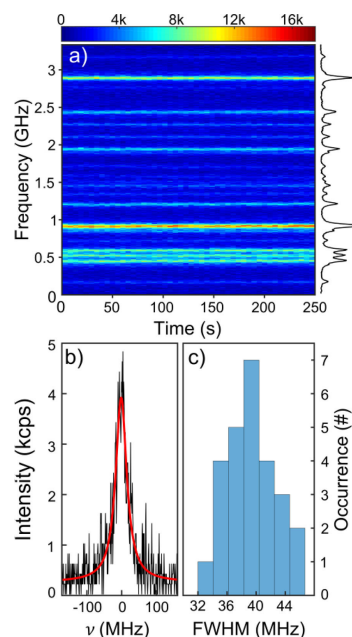 0 4k 8k 12k 16k
a)
Frequency (GHz)
3
2.5
2
1.5
1
0.5
0 50 100 150 200 250
Time (s)
b)
Intensity (kcps)
5
4
3
2
1
0
-100 0 100
ν (MHz)
c)
7
6
5
4
3
2
1
0
Occurrence (#)
32 36 40 44
FWHM (MHz)